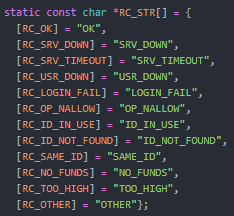 static const char *RC_STR[] = {
[RC_OK] = "OK",
[RC_SRV_DOWN] = "SRV_DOWN",
[RC_SRV_TIMEOUT] = "SRV_TIMEOUT",
[RC_USR_DOWN] = "USR_DOWN",
[RC_LOGIN_FAIL] = "LOGIN_FAIL",
[RC_OP_NALLOW] = "OP_NALLOW",
[RC_ID_IN_USE] = "ID_IN_USE",
[RC_ID_NOT_FOUND] = "ID_NOT_FOUND",
[RC_SAME_ID] = "SAME_ID",
[RC_NO_FUNDS] = "NO_FUNDS",
[RC_TOO_HIGH] = "TOO_HIGH",
[RC_OTHER] = "OTHER"};